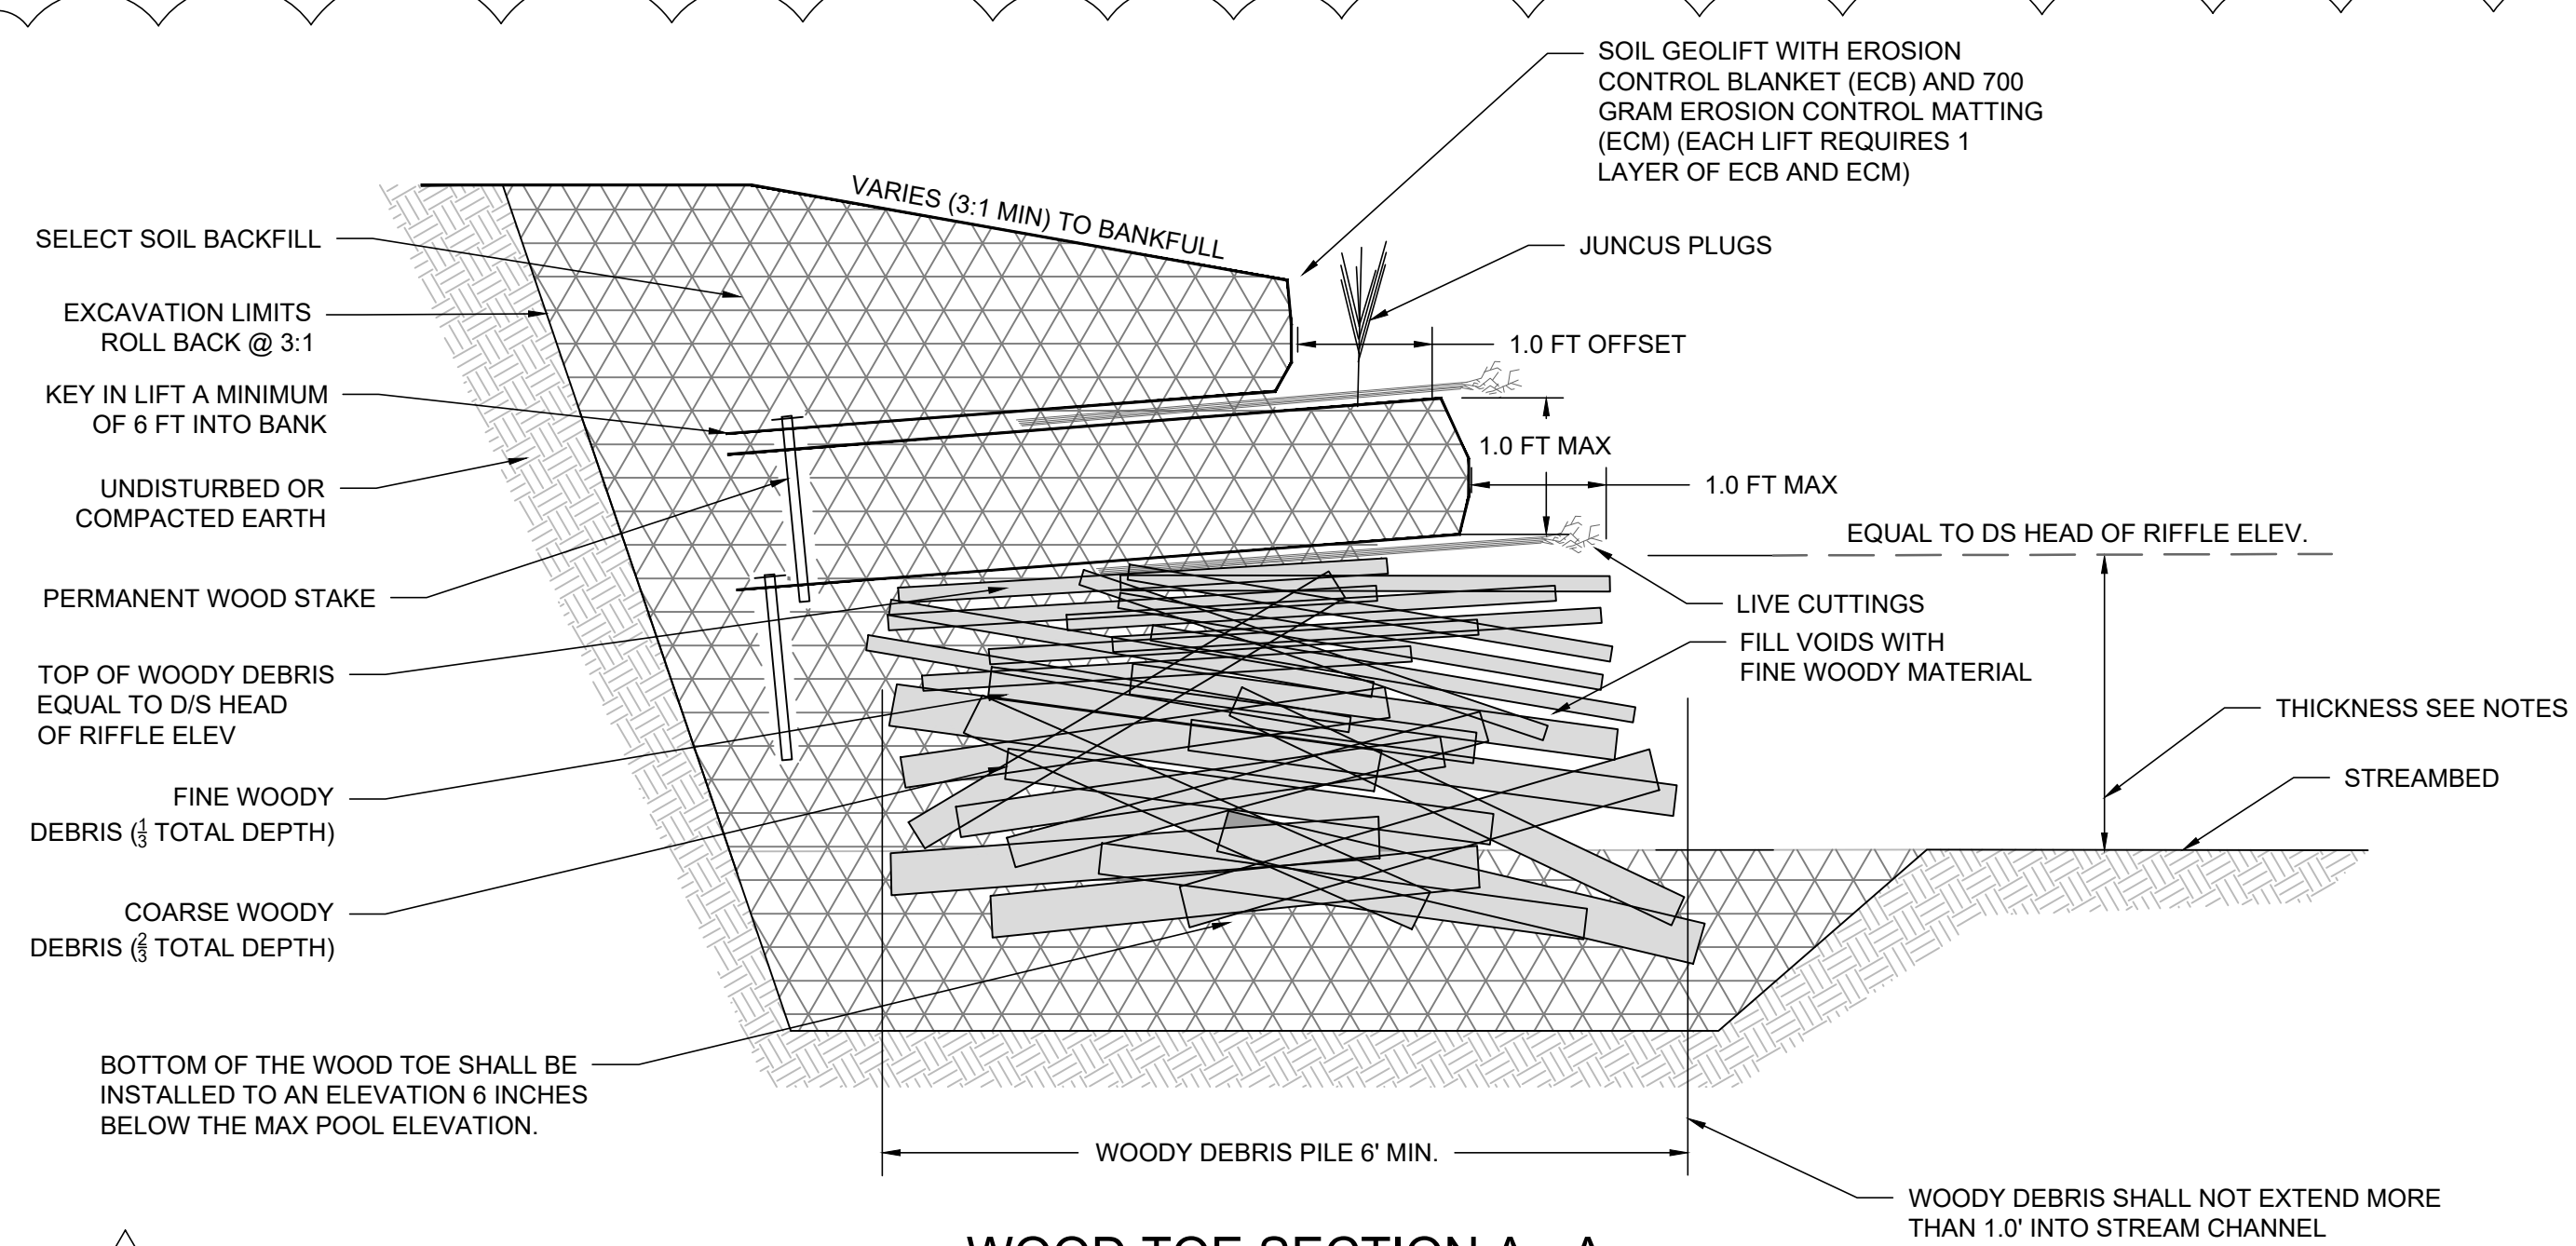 SOIL GEOLIFT WITH EROSION
CONTROL BLANKET (ECB) AND 700
GRAM EROSION CONTROL MATTING
(ECM) (EACH LIFT REQUIRES 1
LAYER OF ECB AND ECM)
VARIES (3:1 MIN) TO BANKFULL
SELECT SOIL BACKFILL
JUNCUS PLUGS
EXCAVATION LIMITS
ROLL BACK @ 3:1
1.0 FT OFFSET
KEY IN LIFT A MINIMUM
OF 6 FT INTO BANK
1.0 FT MAX
1.0 FT MAX
UNDISTURBED OR
COMPACTED EARTH
EQUAL TO DS HEAD OF RIFFLE ELEV.
PERMANENT WOOD STAKE
LIVE CUTTINGS
FILL VOIDS WITH
FINE WOODY MATERIAL
TOP OF WOODY DEBRIS
EQUAL TO D/S HEAD
OF RIFFLE ELEV
THICKNESS SEE NOTES
STREAMBED
FINE WOODY
DEBRIS (1/3 TOTAL DEPTH)
COARSE WOODY
DEBRIS (2/3 TOTAL DEPTH)
BOTTOM OF THE WOOD TOE SHALL BE
INSTALLED TO AN ELEVATION 6 INCHES
BELOW THE MAX POOL ELEVATION.
WOODY DEBRIS PILE 6' MIN.
WOODY DEBRIS SHALL NOT EXTEND MORE
THAN 1.0' INTO STREAM CHANNEL
WOOD TOE SECTION A - A